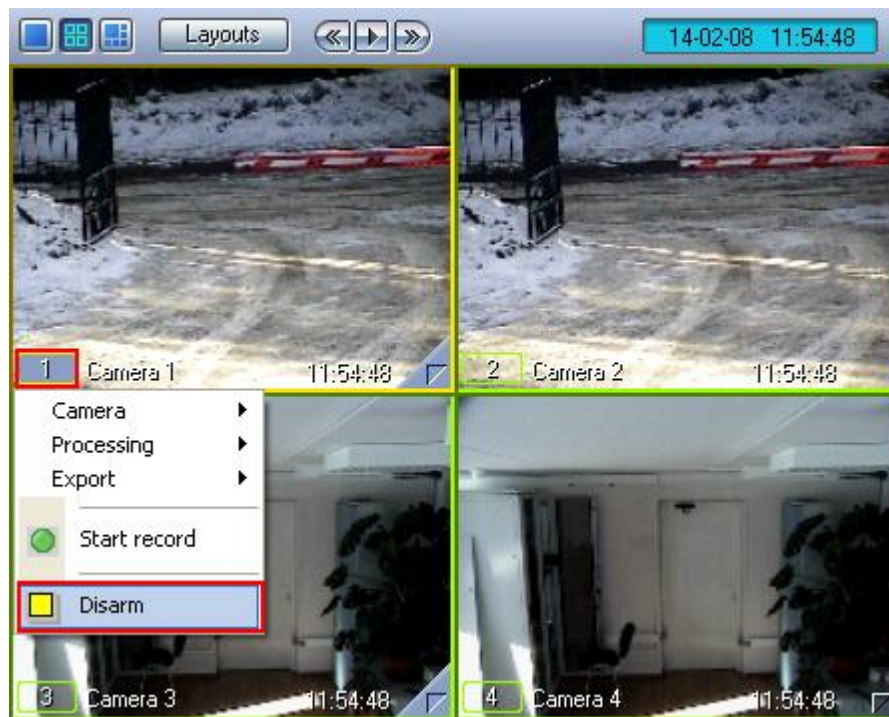 Layouts 14-02-08 11:54:48
1 Camera 1 11:54:48
2 Camera 2 11:54:48
Camera
Processing
Export
Start record
Disarm
3 Camera 3 11:54:48
4 Camera 4 11:54:48